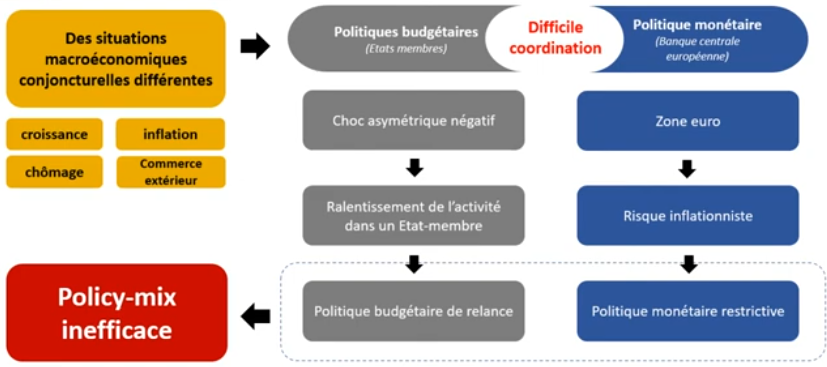 Des situations
macroéconomiques
conjoncturelles différentes
croissance
inflation
chômage
Commerce
extérieur
Politiques budgétaires
(Etats membres)
Difficile
coordination
Politique monétaire
(Banque centrale
européenne)
Choc asymétrique négatif
Zone euro
Ralentissement de l'activité
dans un Etat-membre
Risque inflationniste
Politique budgétaire de relance
Politique monétaire restrictive
Policy-mix
inefficace